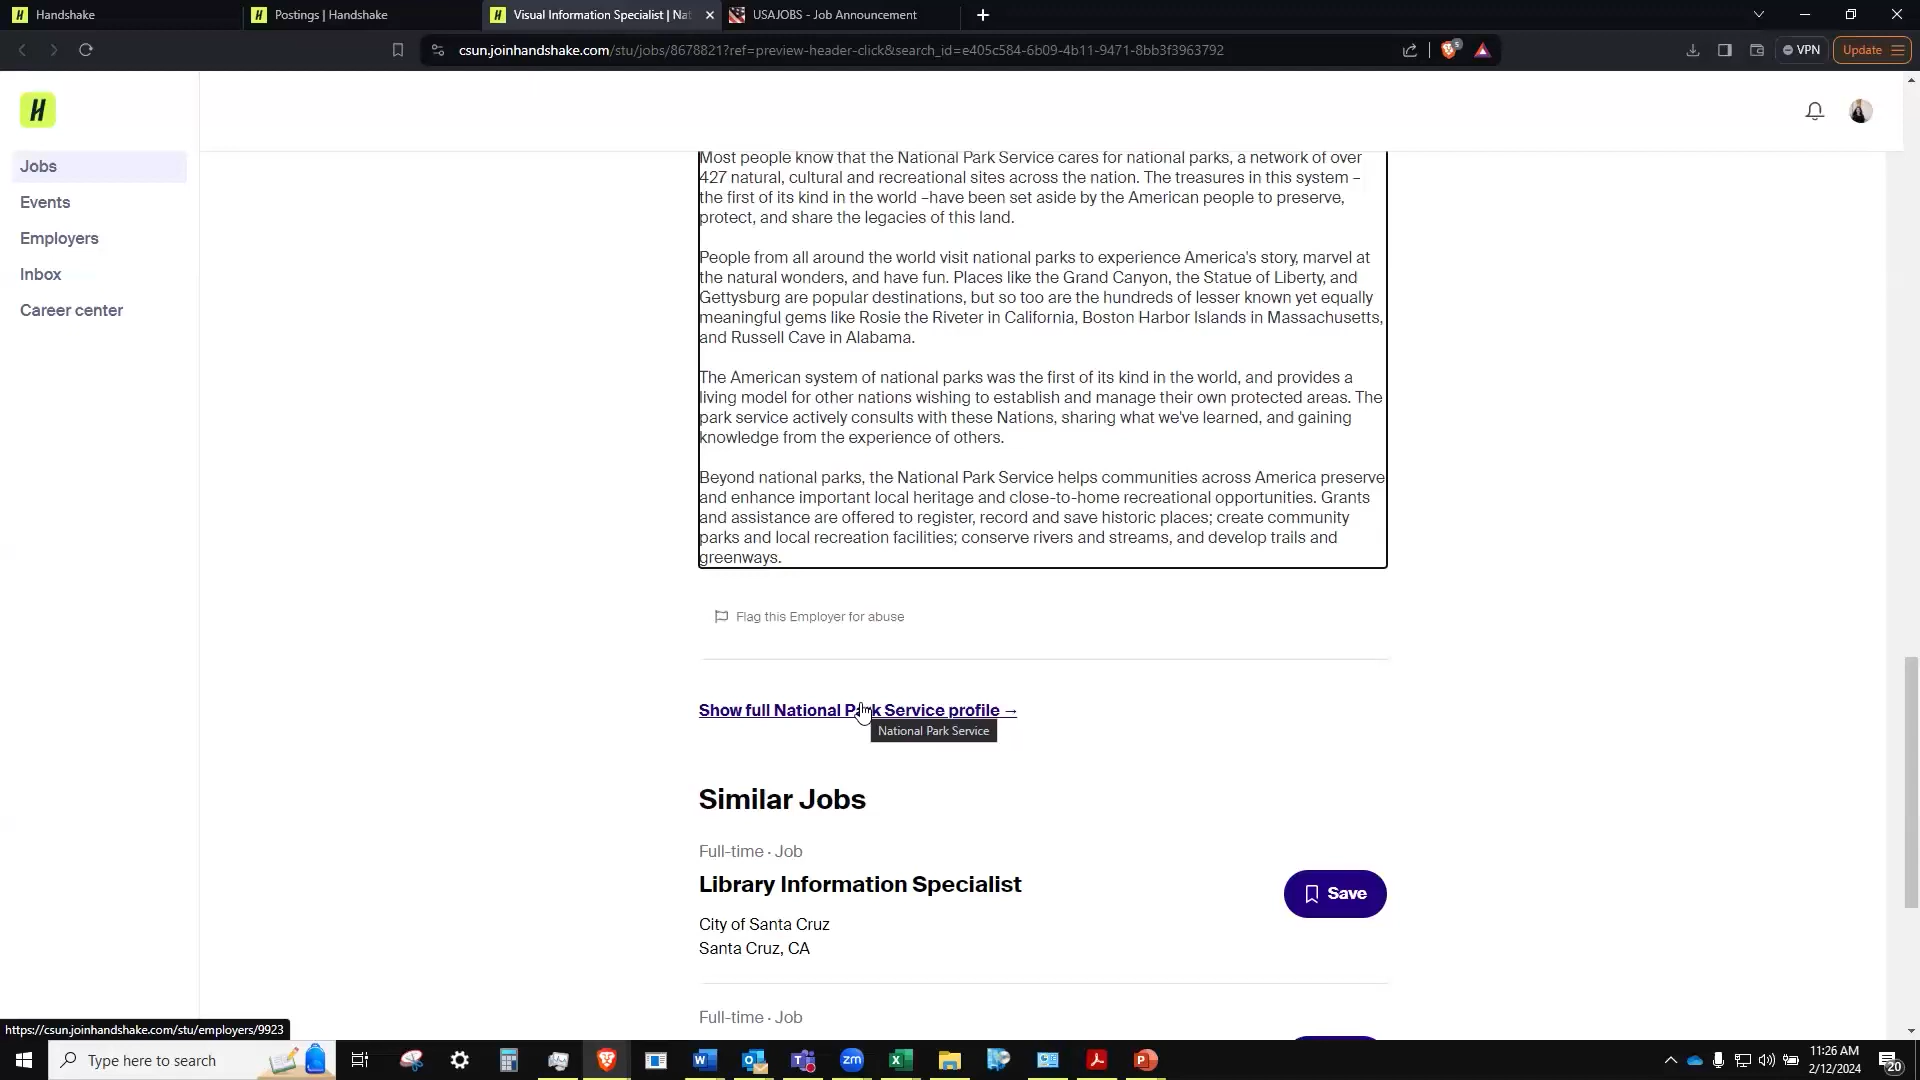 Handshake
Postings | Handshake
Visual Information Specialist | Nat
USAJOBS - Job Announcement
csun.joinhandshake.com/stu/jobs/8678821?ref=preview-header-click&search_id=e405c584-6b09-4b11-9471-8bb3f3963792
5
VPN
Update
H
Jobs
Events
Employers
Inbox
Career center
Most people know that the National Park Service cares for national parks, a network of over
427 natural, cultural and recreational sites across the nation. The treasures in this system –
the first of its kind in the world –have been set aside by the American people to preserve,
protect, and share the legacies of this land.
People from all around the world visit national parks to experience America's story, marvel at
the natural wonders, and have fun. Places like the Grand Canyon, the Statue of Liberty, and
Gettysburg are popular destinations, but so too are the hundreds of lesser known yet equally
meaningful gems like Rosie the Riveter in California, Boston Harbor Islands in Massachusetts,
and Russell Cave in Alabama.
The American system of national parks was the first of its kind in the world, and provides a
living model for other nations wishing to establish and manage their own protected areas. The
park service actively consults with these Nations, sharing what we've learned, and gaining
knowledge from the experience of others.
Beyond national parks, the National Park Service helps communities across America preserve
and enhance important local heritage and close-to-home recreational opportunities. Grants
and assistance are offered to register, record and save historic places; create community
parks and local recreation facilities; conserve rivers and streams, and develop trails and
greenways.
Flag this Employer for abuse
Show full National Park Service profile →
National Park Service
Similar Jobs
Full-time · Job
Library Information Specialist
Save
City of Santa Cruz
Santa Cruz, CA
Full-time · Job
https://csun.joinhandshake.com/stu/employers/9923
Type here to search
11:26 AM
2/12/2024
20